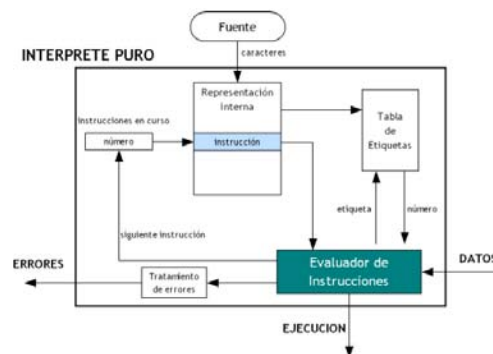 Fuente
caracteres
INTERPRETE PURO
Representación
interna
instrucciones en curso
número
instrucción
Tabla
de
Etiquetas
etiqueta
número
siguiente instrucción
ERRORES
Tratamiento
de errores
Evaluador de
Instrucciones
DATOS
EJECUCION